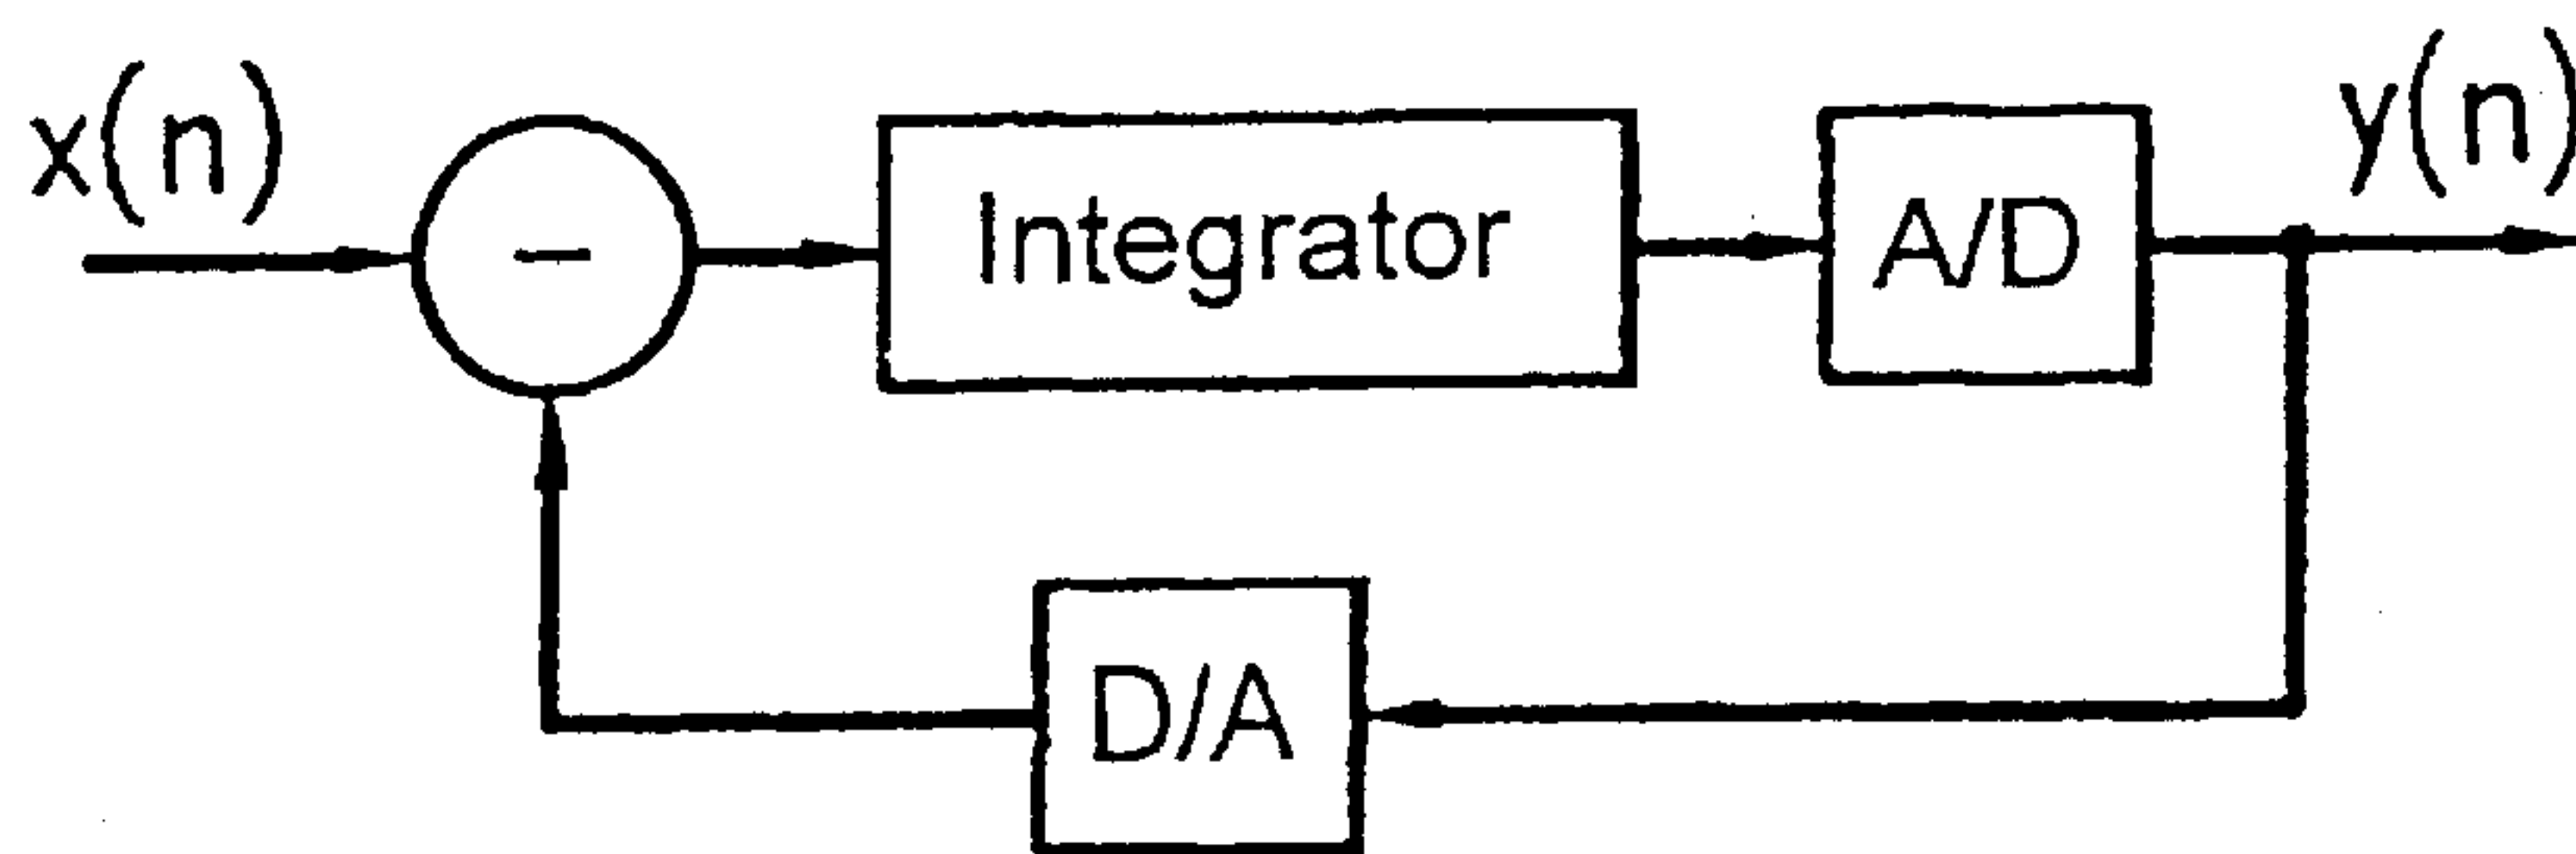 x(n)
−
Integrator
A/D
y(n)
D/A